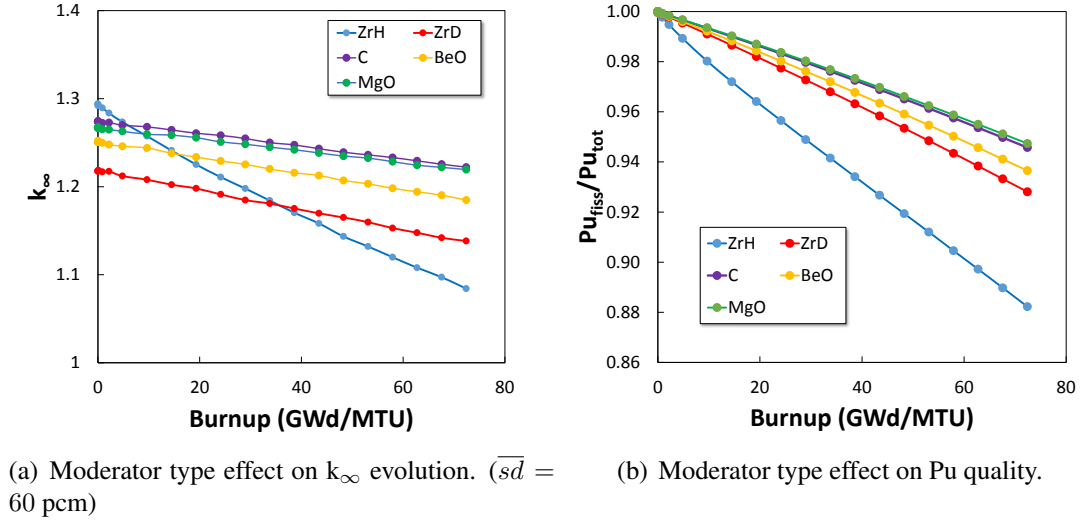 1.4
1.3
1.2
1.1
1
k∞
ZrH
ZrD
C
BeO
MgO
0
20
40
60
80
Burnup (GWd/MTU)
1.00
0.98
0.96
0.94
0.92
0.90
0.88
0.86
Pu_fiss/Pu_tot
ZrH
ZrD
C
BeO
MgO
0
20
40
60
80
Burnup (GWd/MTU)
(a) Moderator type effect on k∞ evolution. (s̅d̅ =
60 pcm)
(b) Moderator type effect on Pu quality.